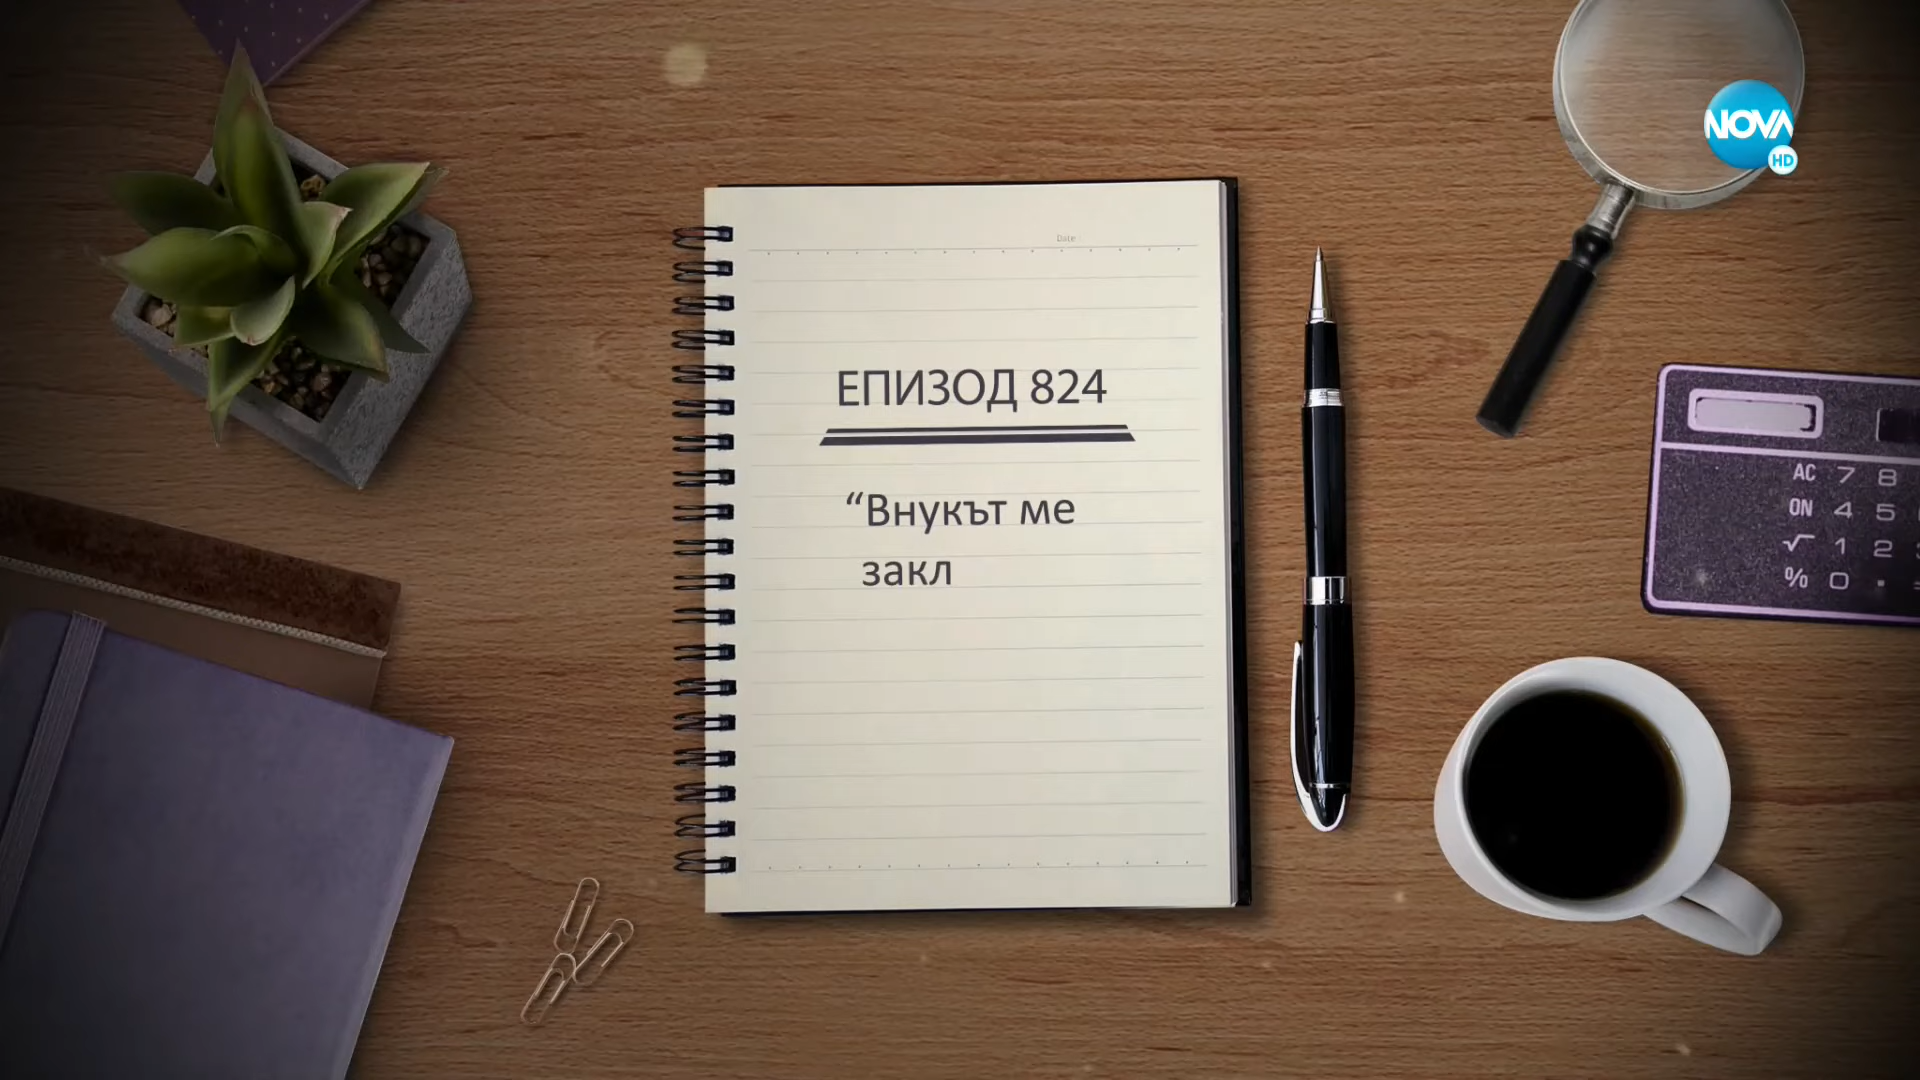 NOVA
HD
Date
ЕПИЗОД 824
“Внукът ме
закл
AC 7 8
ON 4 5
√ 1 2
% 0 .